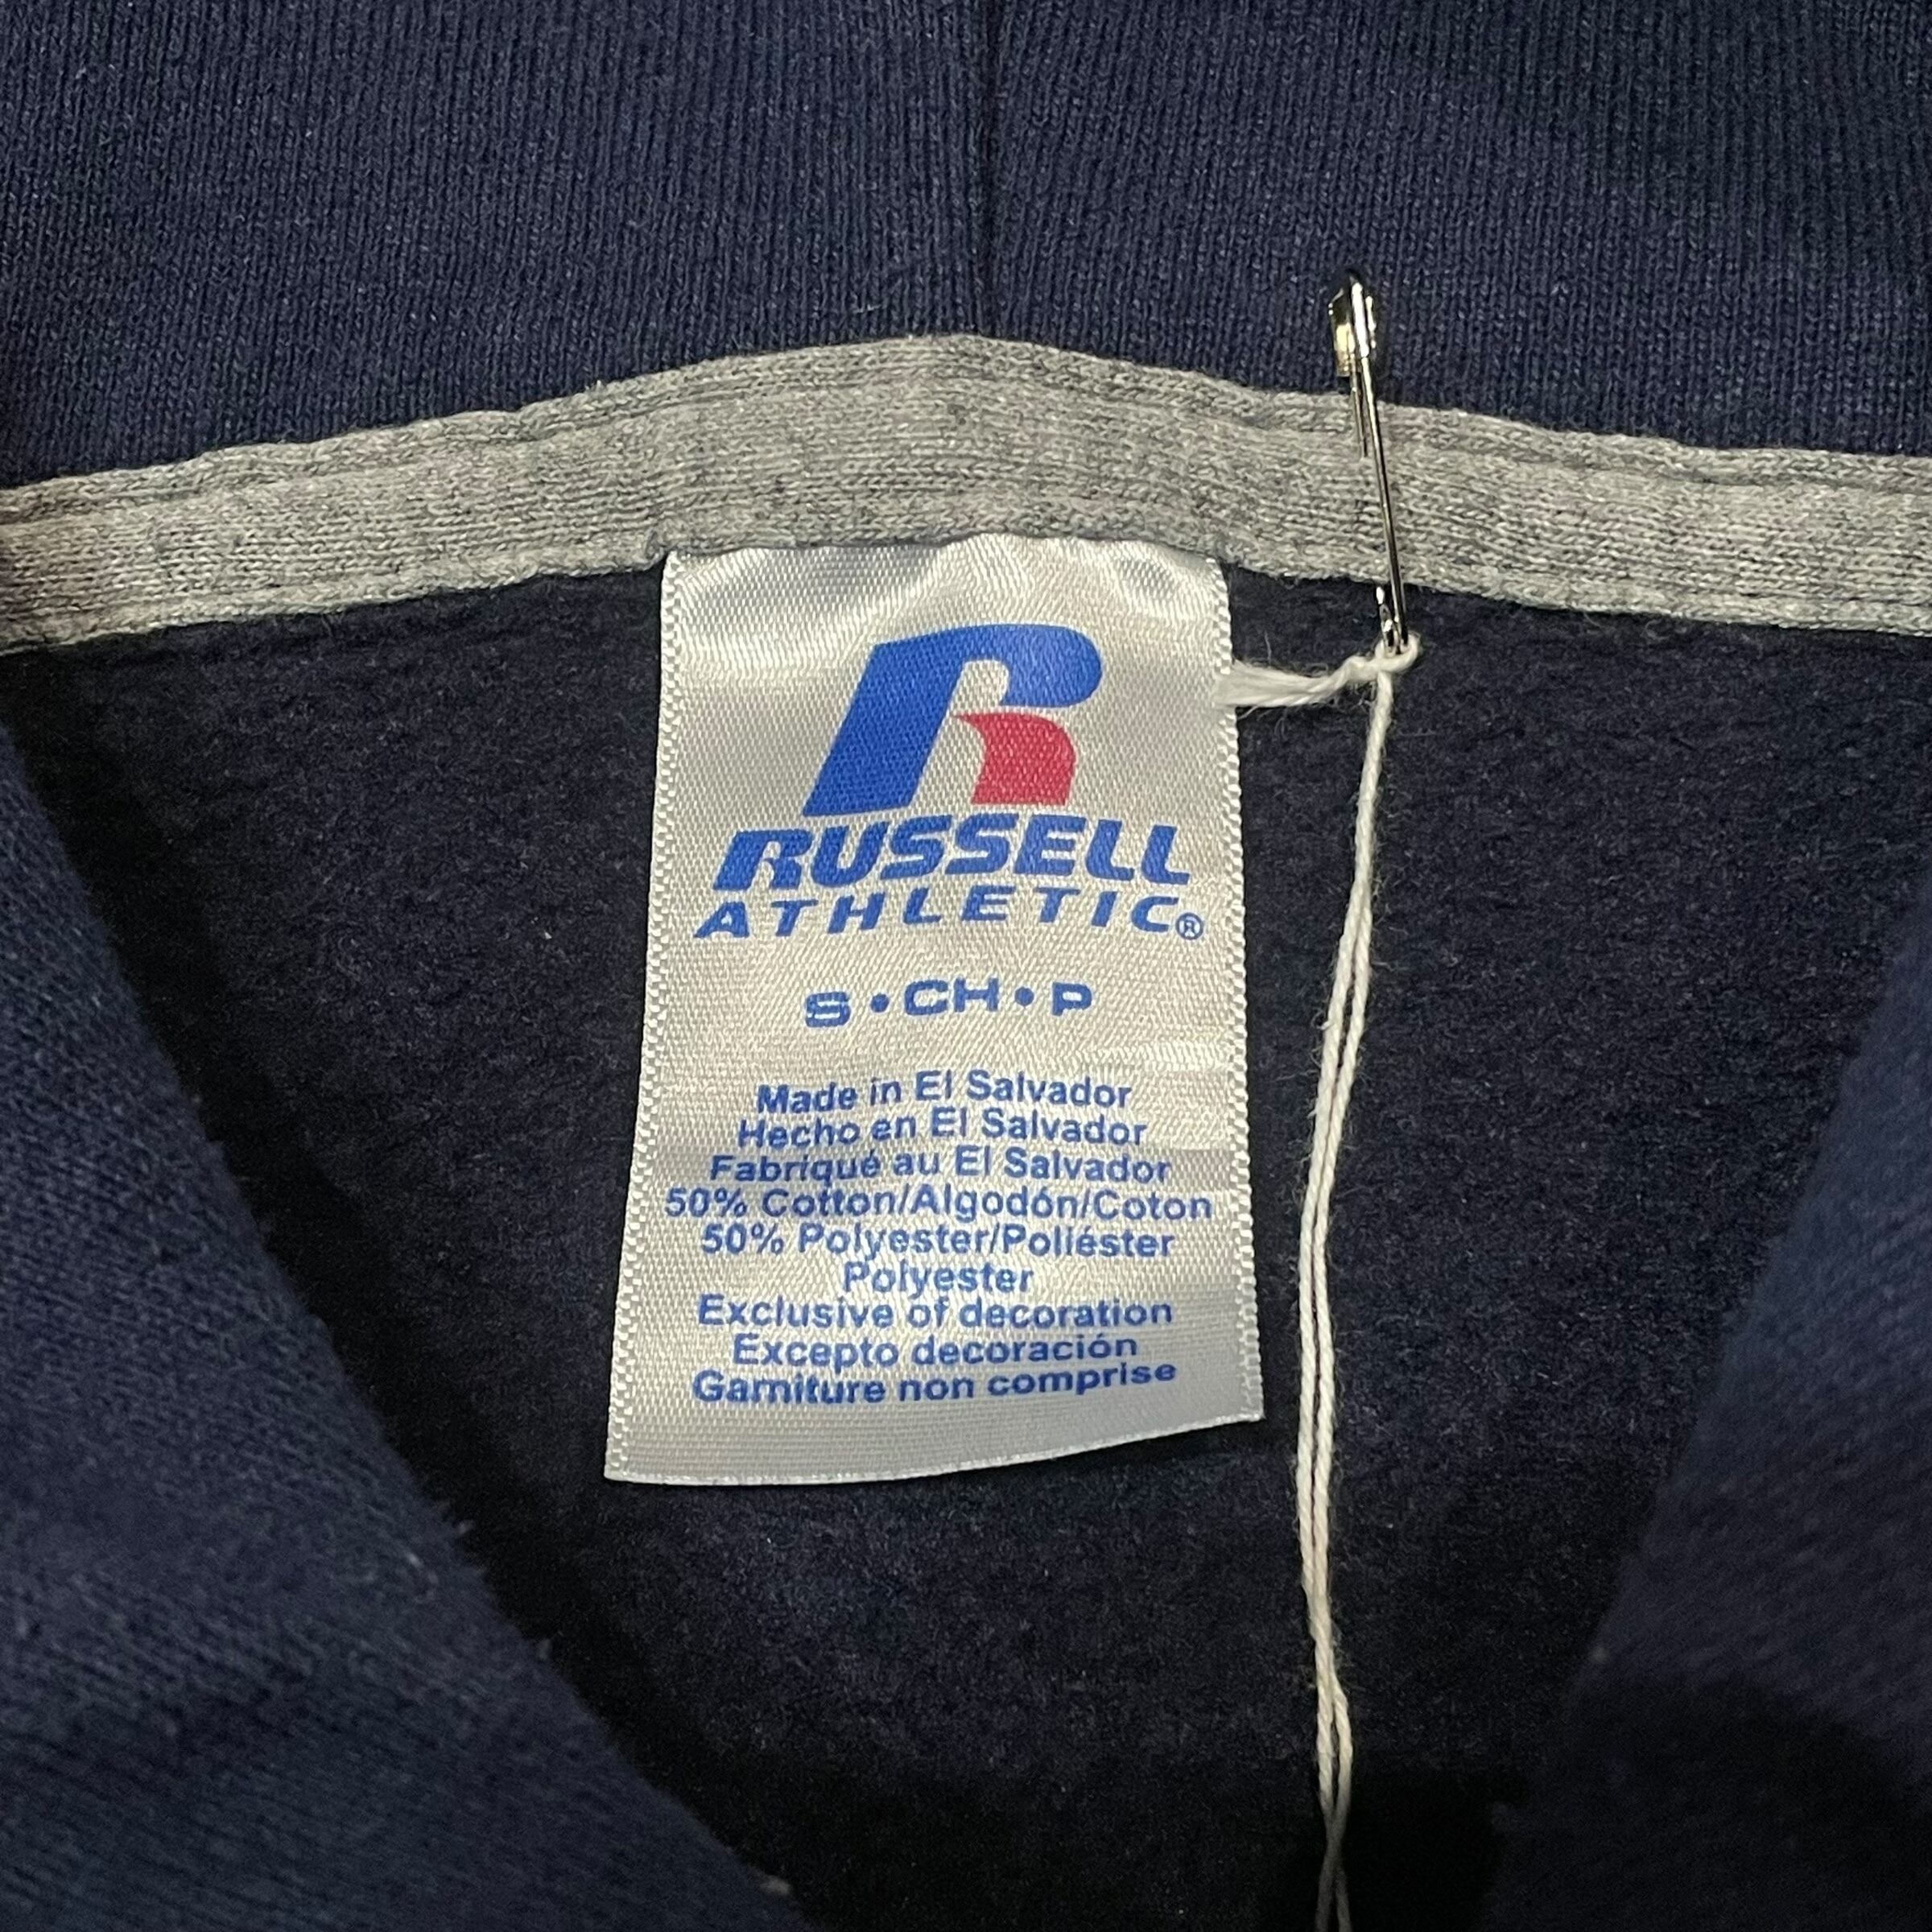 R
RUSSELL
ATHLETIC®
S•CH•P
Made in El Salvador
Hecho en El Salvador
Fabriqué au El Salvador
50% Cotton/Algodón/Coton
50% Polyester/Poliéster
Polyester
Exclusive of decoration
Excepto decoración
Garniture non comprise